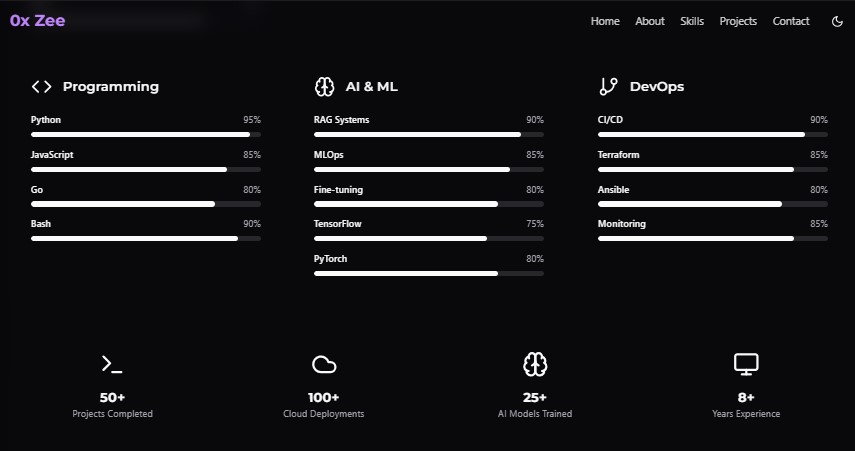 0x Zee
Home About Skills Projects Contact
Programming
Python 95%
JavaScript 85%
Go 80%
Bash 90%
AI & ML
RAG Systems 90%
MLOps 85%
Fine-tuning 80%
TensorFlow 75%
PyTorch 80%
DevOps
CI/CD 90%
Terraform 85%
Ansible 80%
Monitoring 85%
50+
Projects Completed
100+
Cloud Deployments
25+
AI Models Trained
8+
Years Experience